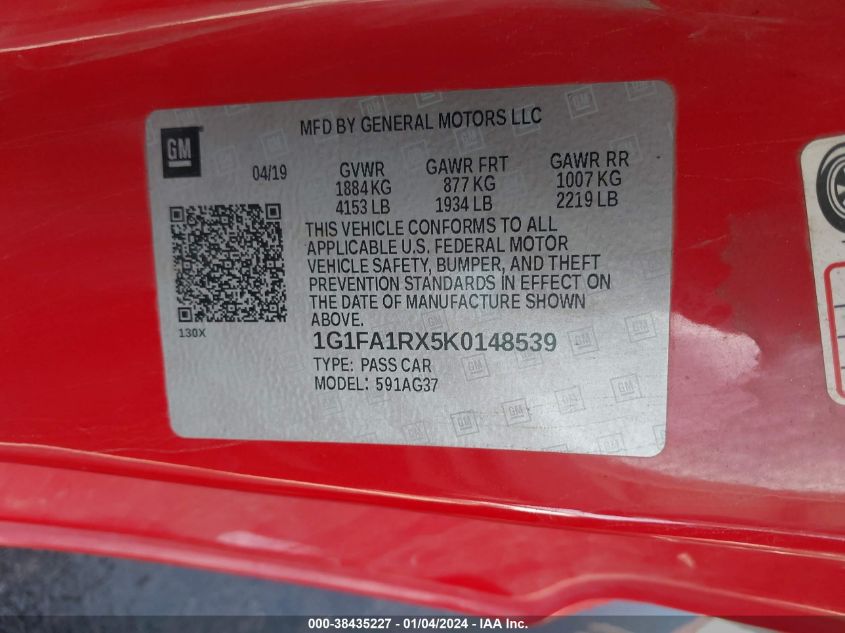 MFD BY GENERAL MOTORS LLC
GM
04/19
GVWR GAWR FRT GAWR RR
1884 KG 877 KG 1007 KG
4153 LB 1934 LB 2219 LB
THIS VEHICLE CONFORMS TO ALL
APPLICABLE U.S. FEDERAL MOTOR
VEHICLE SAFETY, BUMPER, AND THEFT
PREVENTION STANDARDS IN EFFECT ON
THE DATE OF MANUFACTURE SHOWN
ABOVE.
130X
1G1FA1RX5K0148539
TYPE: PASS CAR
MODEL: 591AG37
000-38435227 - 01/04/2024 - IAA Inc.